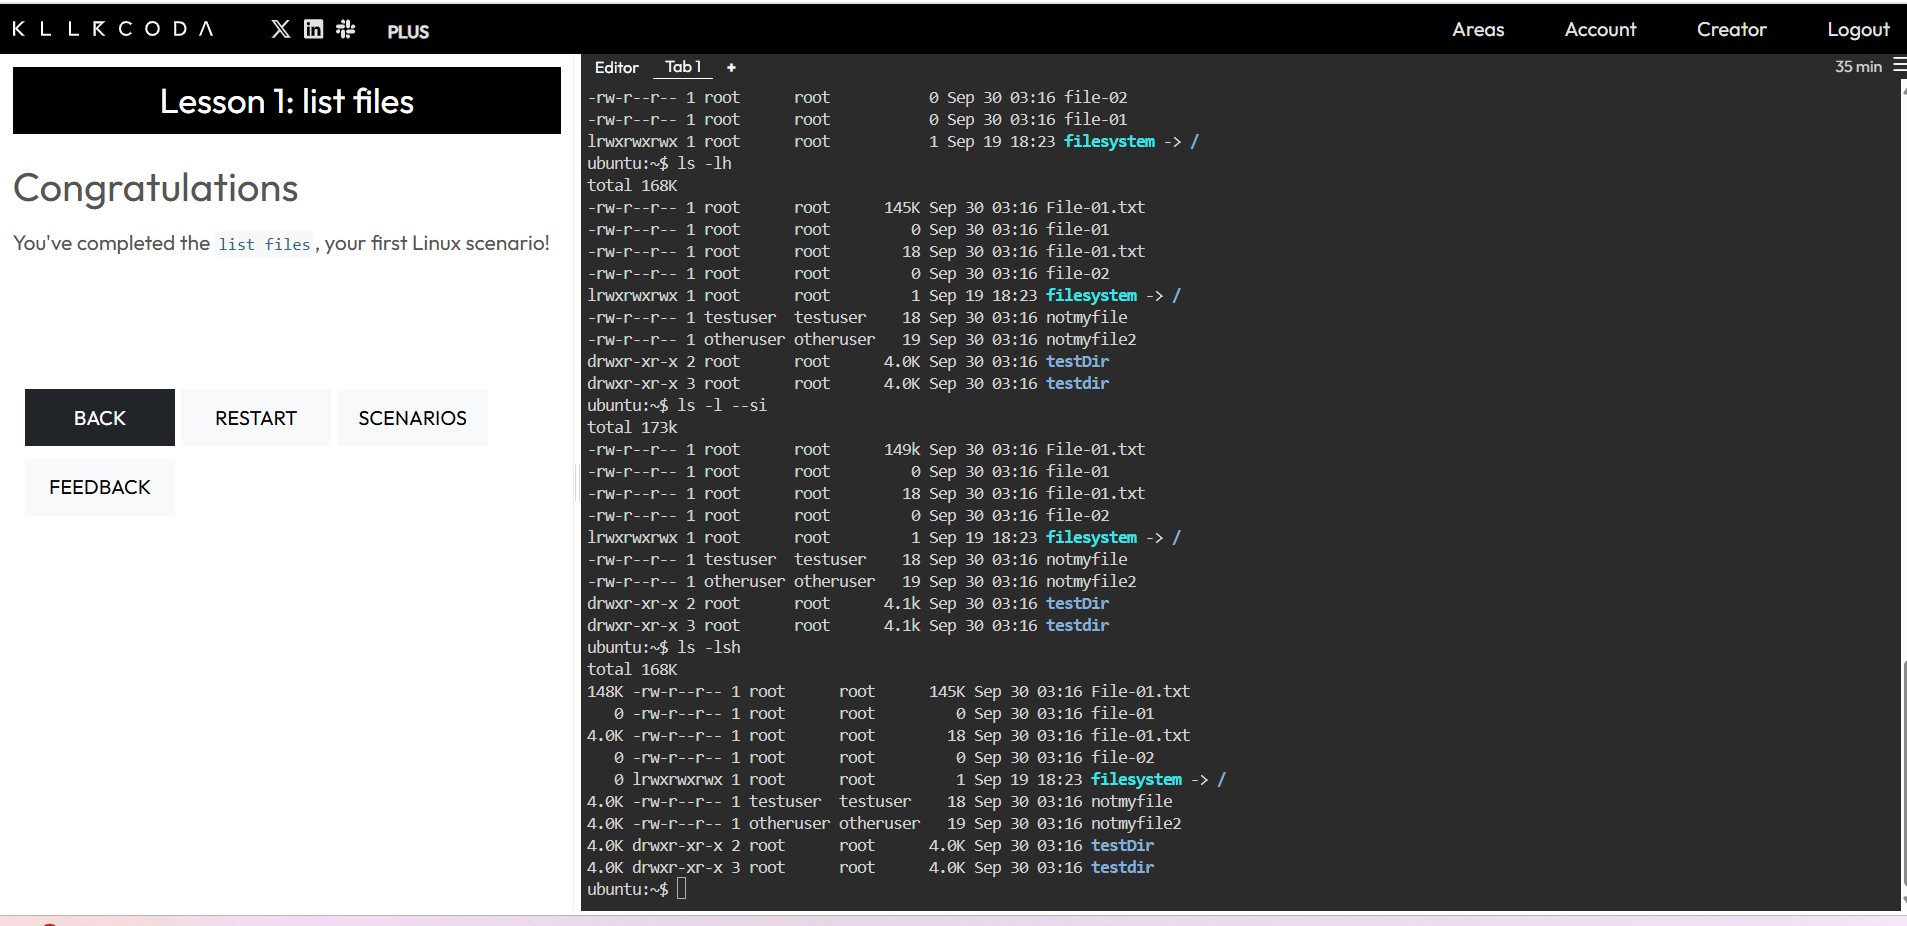 KILLERCODA PLUS Areas Account Creator Logout
Lesson 1: list files
Congratulations
You've completed the list files, your first Linux scenario!
BACK RESTART SCENARIOS
FEEDBACK
Editor Tab 1 + 35 min
-rw-r--r-- 1 root      root           0 Sep 30 03:16 file-02
-rw-r--r-- 1 root      root           0 Sep 30 03:16 file-01
lrwxrwxrwx 1 root      root           1 Sep 19 18:23 filesystem -> /
ubuntu:~$ ls -lh
total 168K
-rw-r--r-- 1 root      root      145K Sep 30 03:16 File-01.txt
-rw-r--r-- 1 root      root         0 Sep 30 03:16 file-01
-rw-r--r-- 1 root      root        18 Sep 30 03:16 file-01.txt
-rw-r--r-- 1 root      root         0 Sep 30 03:16 file-02
lrwxrwxrwx 1 root      root         1 Sep 19 18:23 filesystem -> /
-rw-r--r-- 1 testuser  testuser    18 Sep 30 03:16 notmyfile
-rw-r--r-- 1 otheruser otheruser   19 Sep 30 03:16 notmyfile2
drwxr-xr-x 2 root      root      4.0K Sep 30 03:16 testDir
drwxr-xr-x 3 root      root      4.0K Sep 30 03:16 testdir
ubuntu:~$ ls -l --si
total 173k
-rw-r--r-- 1 root      root      149k Sep 30 03:16 File-01.txt
-rw-r--r-- 1 root      root         0 Sep 30 03:16 file-01
-rw-r--r-- 1 root      root        18 Sep 30 03:16 file-01.txt
-rw-r--r-- 1 root      root         0 Sep 30 03:16 file-02
lrwxrwxrwx 1 root      root         1 Sep 19 18:23 filesystem -> /
-rw-r--r-- 1 testuser  testuser    18 Sep 30 03:16 notmyfile
-rw-r--r-- 1 otheruser otheruser   19 Sep 30 03:16 notmyfile2
drwxr-xr-x 2 root      root      4.1k Sep 30 03:16 testDir
drwxr-xr-x 3 root      root      4.1k Sep 30 03:16 testdir
ubuntu:~$ ls -lsh
total 168K
148K -rw-r--r-- 1 root      root      145K Sep 30 03:16 File-01.txt
   0 -rw-r--r-- 1 root      root         0 Sep 30 03:16 file-01
4.0K -rw-r--r-- 1 root      root        18 Sep 30 03:16 file-01.txt
   0 -rw-r--r-- 1 root      root         0 Sep 30 03:16 file-02
   0 lrwxrwxrwx 1 root      root         1 Sep 19 18:23 filesystem -> /
4.0K -rw-r--r-- 1 testuser  testuser    18 Sep 30 03:16 notmyfile
4.0K -rw-r--r-- 1 otheruser otheruser   19 Sep 30 03:16 notmyfile2
4.0K drwxr-xr-x 2 root      root      4.0K Sep 30 03:16 testDir
4.0K drwxr-xr-x 3 root      root      4.0K Sep 30 03:16 testdir
ubuntu:~$